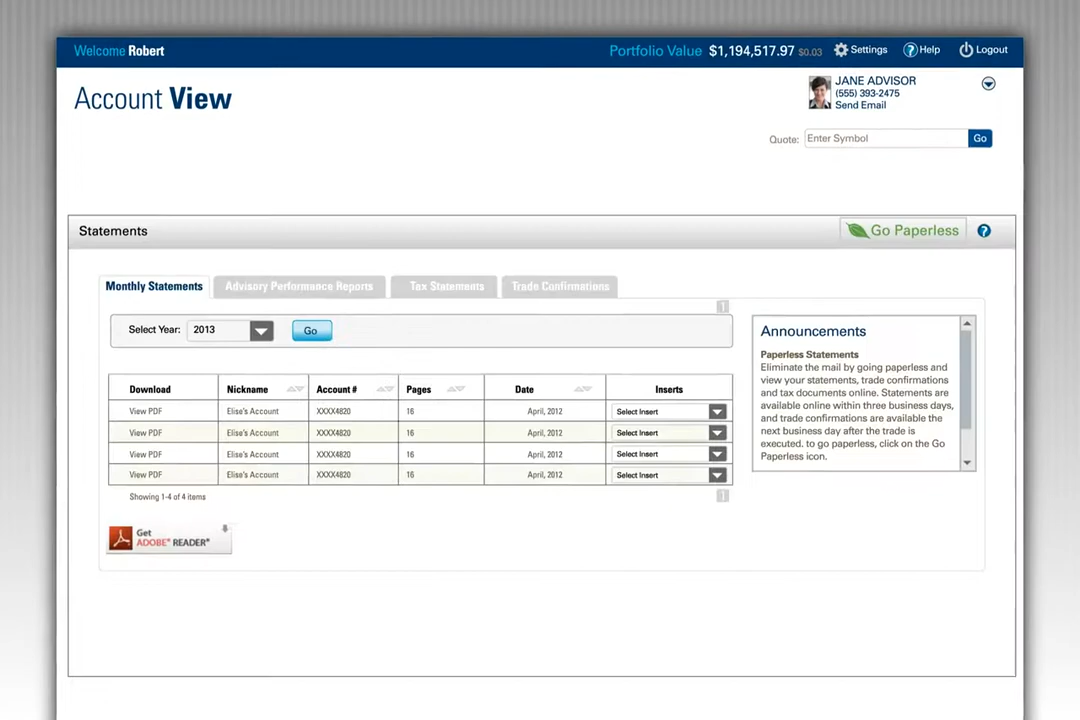 Welcome Robert
Portfolio Value $1,194,517.97 $0.03 Settings Help Logout
Account View
JANE ADVISOR
(555) 393-2475
Send Email
Quote: Enter Symbol Go
Statements
Go Paperless ?
Monthly Statements Advisory Performance Reports Tax Statements Trade Confirmations
1
Select Year: 2013 Go
Download Nickname Account # Pages Date Inserts
View PDF Elise's Account XXXX4820 16 April, 2012 Select Insert
View PDF Elise's Account XXXX4820 16 April, 2012 Select Insert
View PDF Elise's Account XXXX4820 16 April, 2012 Select Insert
View PDF Elise's Account XXXX4820 16 April, 2012 Select Insert
Showing 1-4 of 4 items
1
Get
ADOBE® READER®
Announcements
Paperless Statements
Eliminate the mail by going paperless and
view your statements, trade confirmations
and tax documents online. Statements are
available online within three business days,
and trade confirmations are available the
next business day after the trade is
executed. to go paperless, click on the Go
Paperless icon.